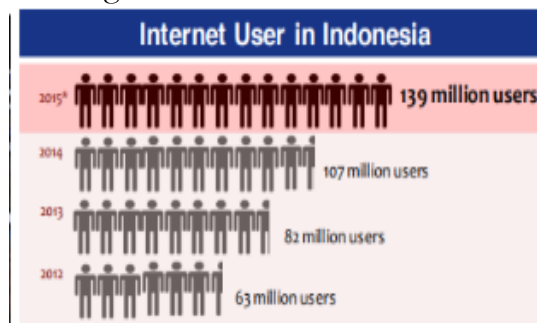 Internet User in Indonesia
2015* 139 million users
2014 107 million users
2013 82 million users
2012 63 million users